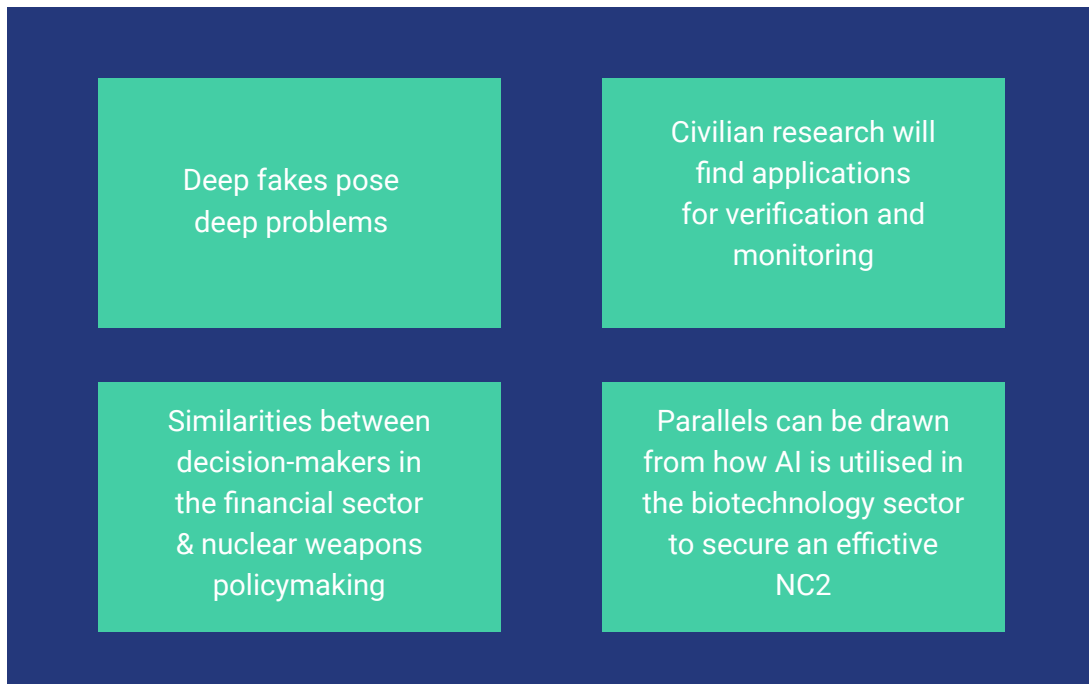 Deep fakes pose
deep problems
Civilian research will
find applications
for verification and
monitoring
Similarities between
decision-makers in
the financial sector
& nuclear weapons
policymaking
Parallels can be drawn
from how AI is utilised in
the biotechnology sector
to secure an effictive
NC2